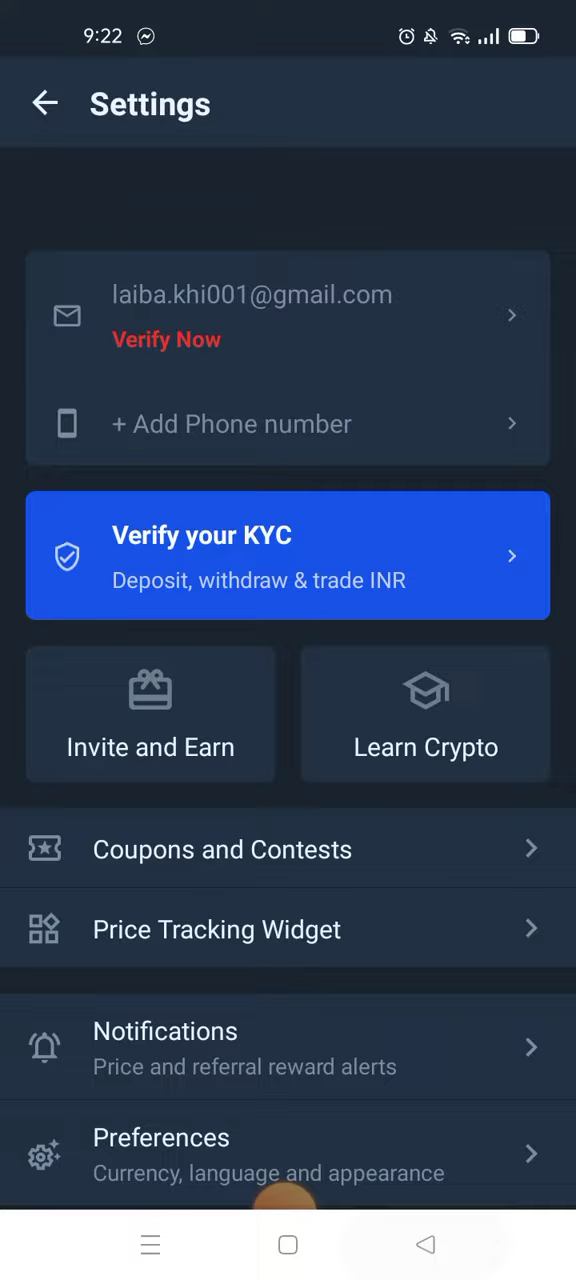 9:22
Settings
laiba.khi001@gmail.com
Verify Now
+ Add Phone number
Verify your KYC
Deposit, withdraw & trade INR
Invite and Earn
Learn Crypto
Coupons and Contests
Price Tracking Widget
Notifications
Price and referral reward alerts
Preferences
Currency, language and appearance